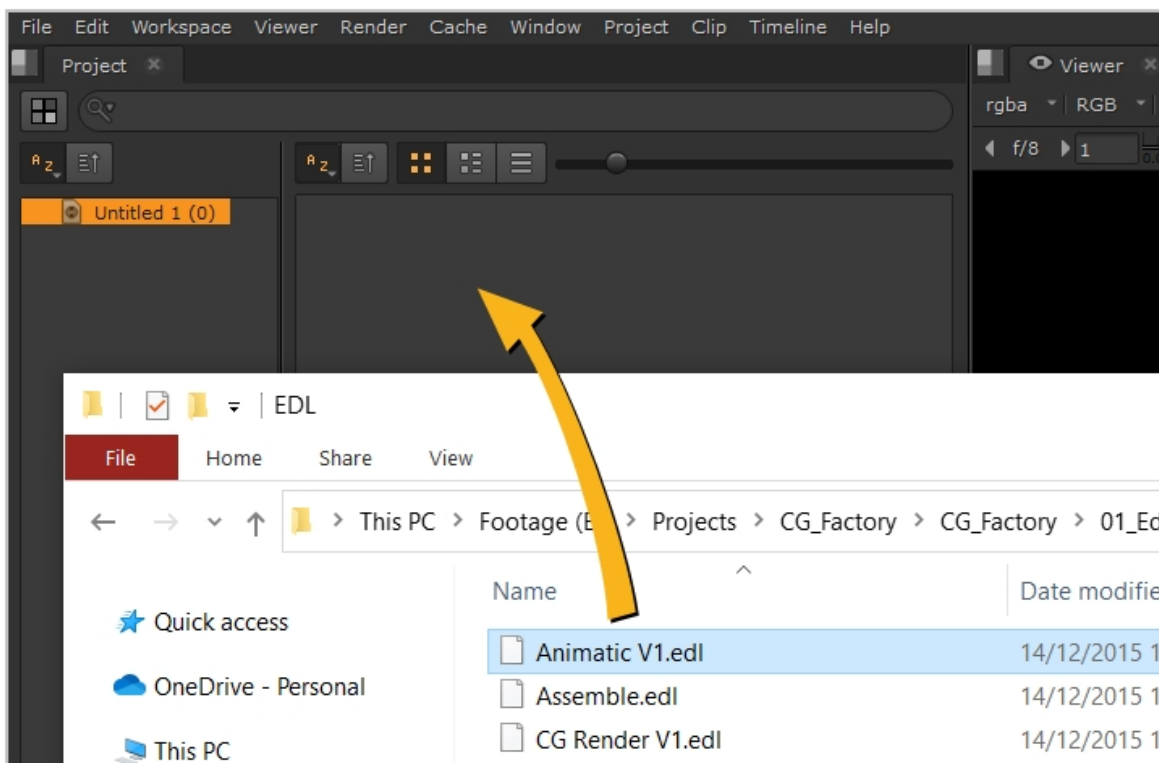 File Edit Workspace Viewer Render Cache Window Project Clip Timeline Help
Project Viewer
rgba RGB
A Z A Z f/8 1
Untitled 1 (0)
EDL
File Home Share View
This PC > Footage ( > Projects > CG_Factory > CG_Factory >
Name Date
Quick access
Animatic V1.edl 14/12/2015
OneDrive - Personal
Assemble.edl 14/12/2015
This PC
CG Render V1.edl 14/12/2015